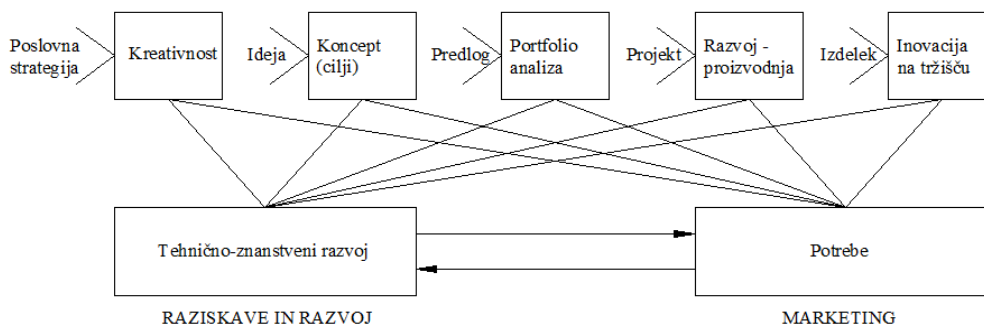 Poslovna
strategija
Kreativnost
Ideja
Koncept
(cilji)
Predlog
Portfolio
analiza
Projekt
Razvoj -
proizvodnja
Izdelek
Inovacija
na tržišču
Tehnično-znanstveni razvoj
Potrebe
RAZISKAVE IN RAZVOJ
MARKETING